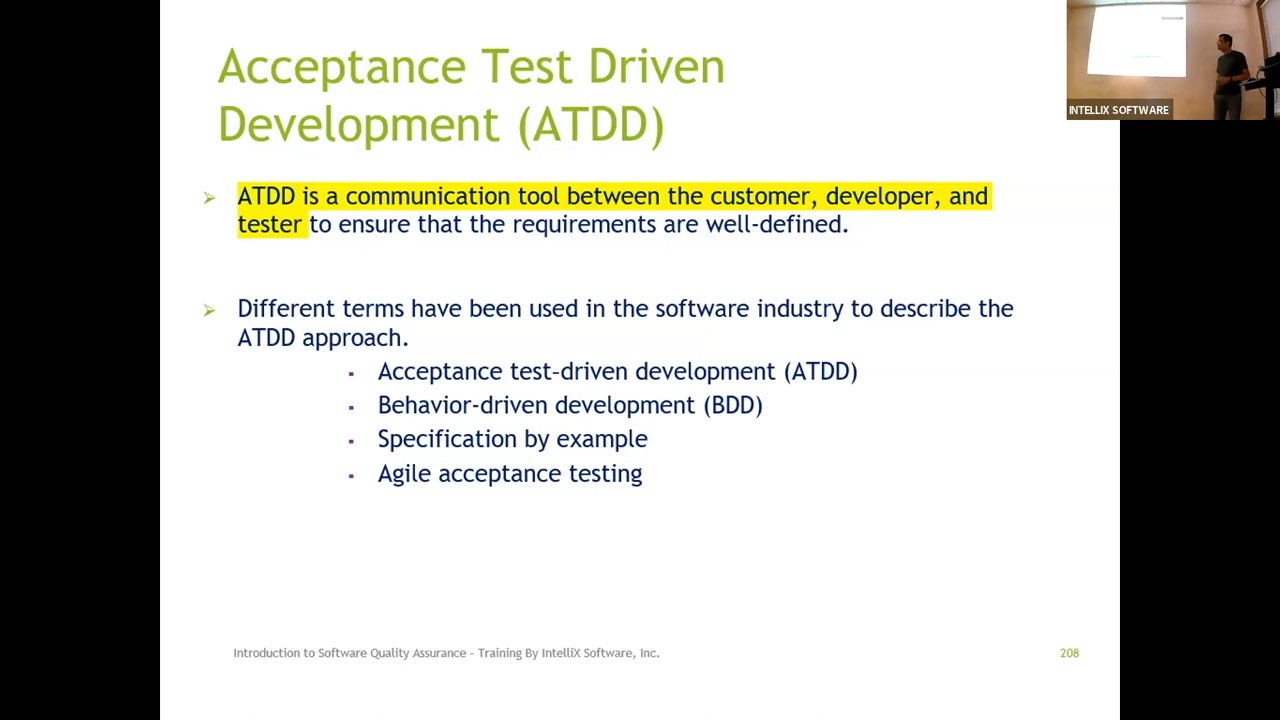 Acceptance Test Driven
Development (ATDD)
INTELLIX SOFTWARE
➢ ATDD is a communication tool between the customer, developer, and
tester to ensure that the requirements are well-defined.
➢ Different terms have been used in the software industry to describe the
ATDD approach.
▪ Acceptance test–driven development (ATDD)
▪ Behavior-driven development (BDD)
▪ Specification by example
▪ Agile acceptance testing
Introduction to Software Quality Assurance - Training By IntelliX Software, Inc.
208